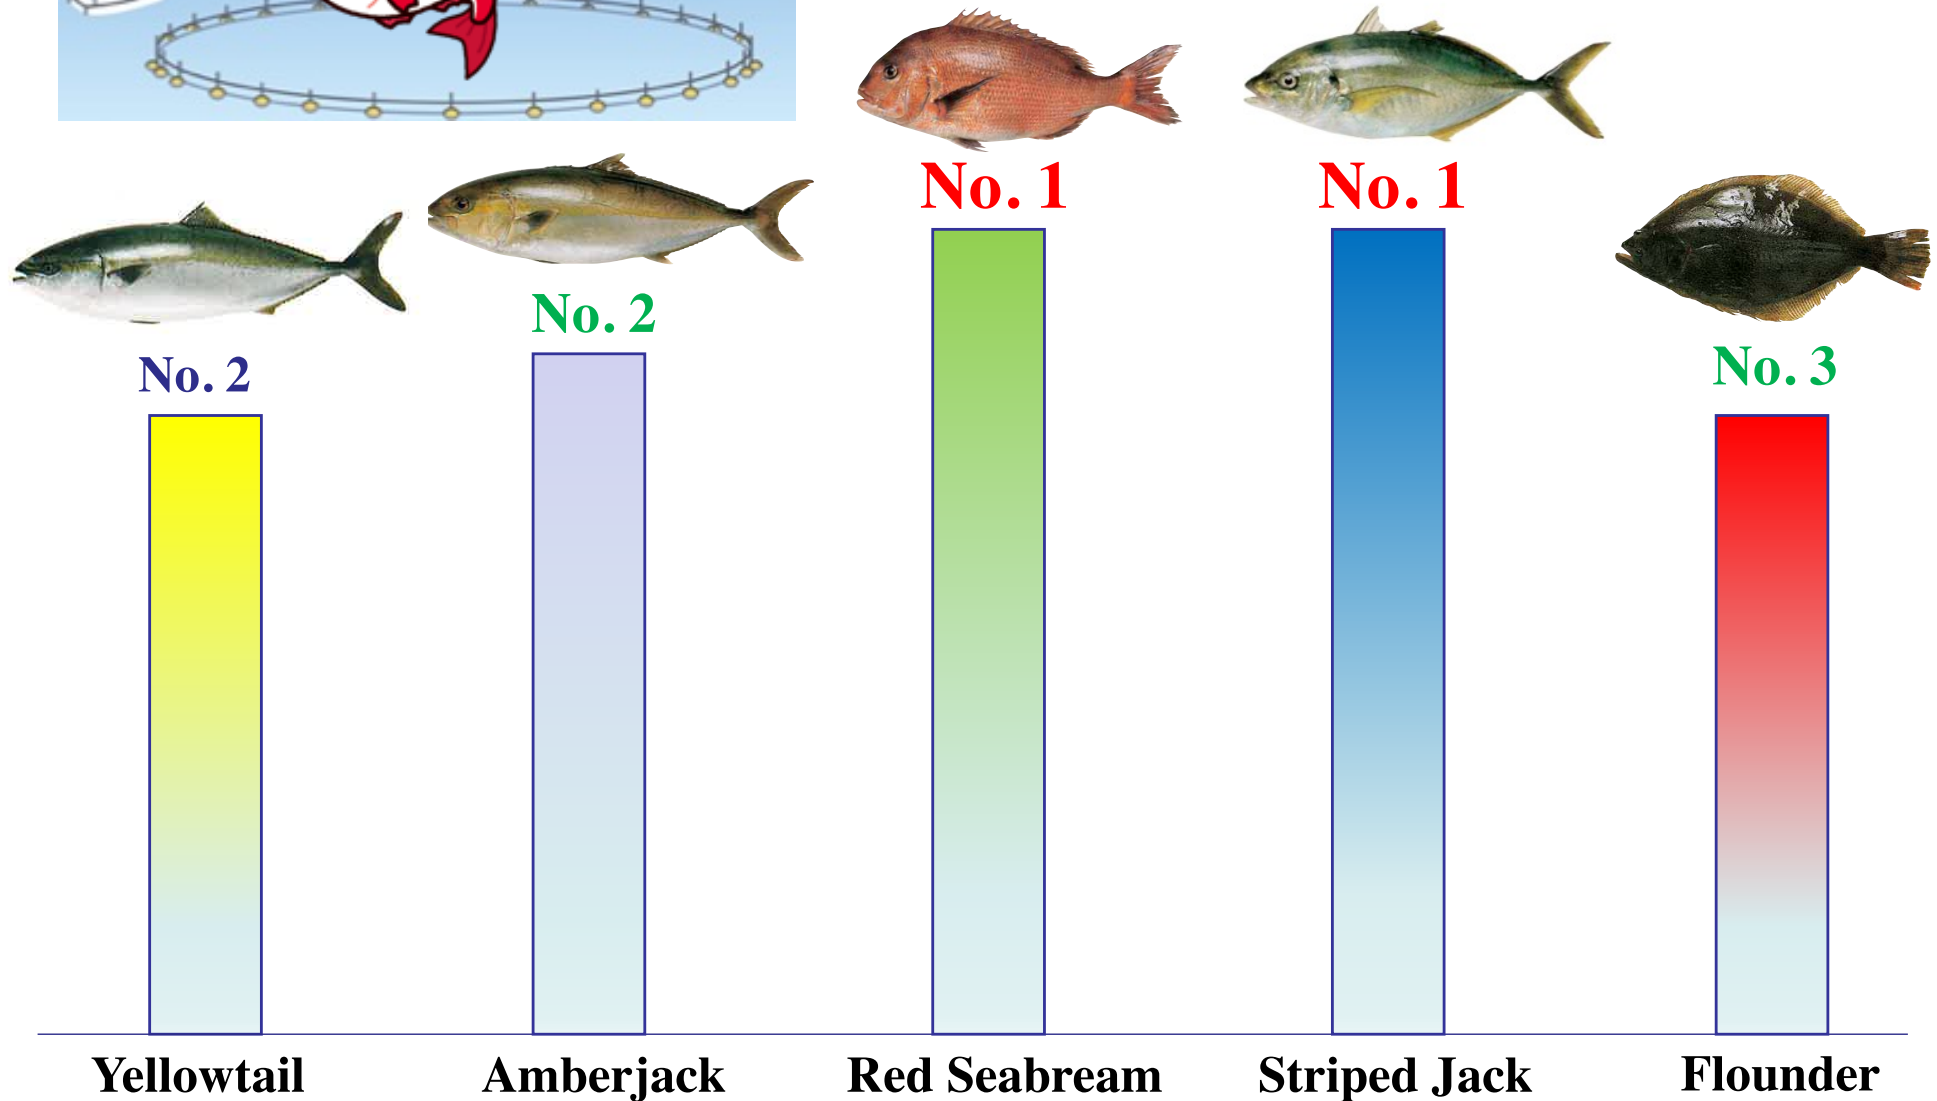 No. 1
No. 1
No. 2
No. 2
No. 3
Yellowtail
Amberjack
Red Seabream
Striped Jack
Flounder